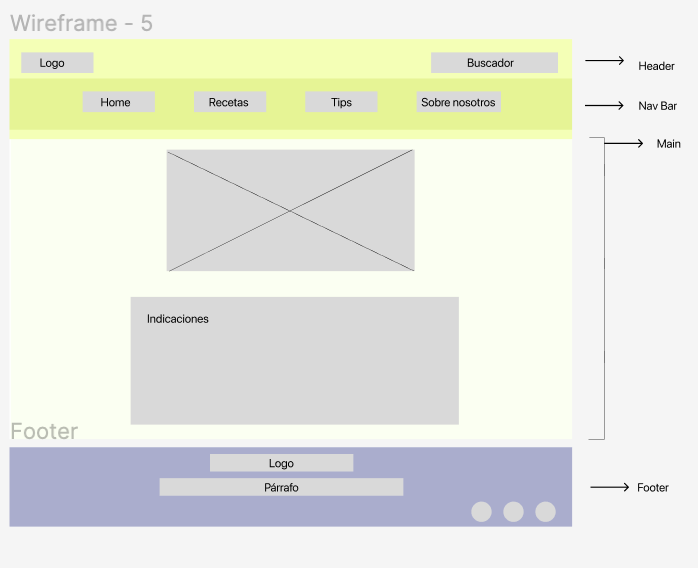 Wireframe - 5
Logo
Buscador
Header
Home
Recetas
Tips
Sobre nosotros
Nav Bar
Main
Indicaciones
Footer
Logo
Párrafo
Footer